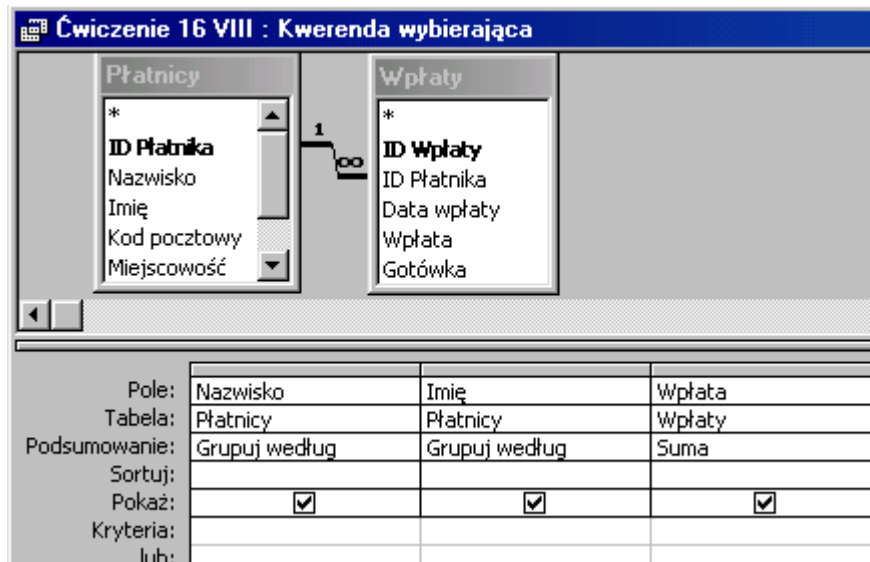 Ćwiczenie 16 VIII : Kwerenda wybierająca
Płatnicy
*
ID Płatnika
Nazwisko
Imię
Kod pocztowy
Miejscowość
1
∞
Wpłaty
*
ID Wpłaty
ID Płatnika
Data wpłaty
Wpłata
Gotówka
Pole: Nazwisko Imię Wpłata
Tabela: Płatnicy Płatnicy Wpłaty
Podsumowanie: Grupuj według Grupuj według Suma
Sortuj:
Pokaż:
Kryteria:
lub: